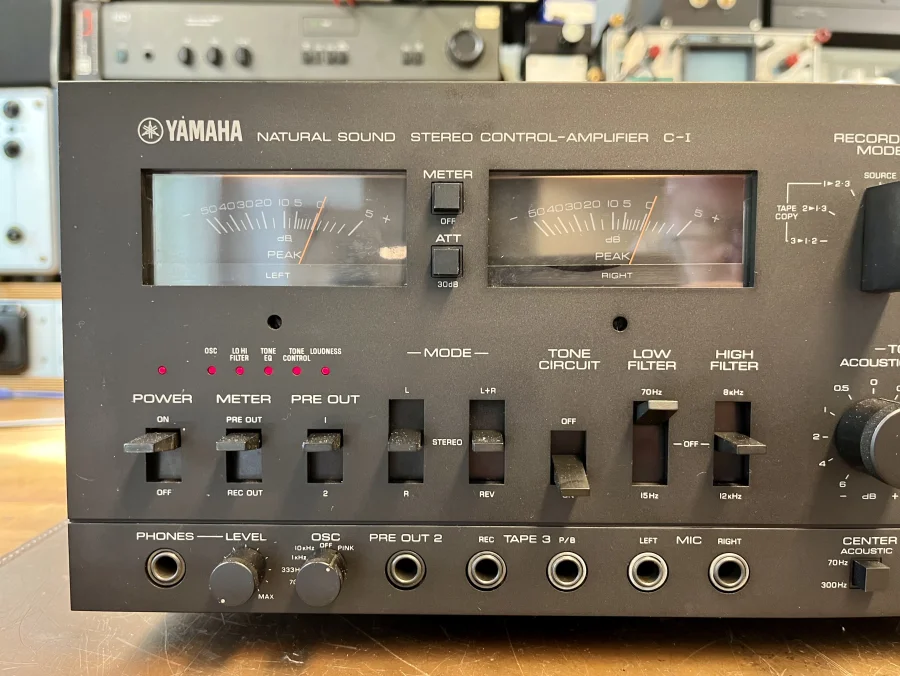 YAMAHA NATURAL SOUND STEREO CONTROL-AMPLIFIER C-I
RECORD
MODE
METER
OFF
ATT
30dB
50 40 30 20 10 5 0 5 +
dB
PEAK
LEFT
- 50 40 30 20 10 5 0 5 +
dB
PEAK
RIGHT
SOURCE
1▸2·3
TAPE
COPY
2▸1·3
3▸1·2
OSC
LO HI
FILTER
TONE
EQ
TONE
CONTROL
LOUDNESS
POWER
ON
OFF
METER
PRE OUT
REC OUT
PRE OUT
1
2
MODE
L
R
STEREO
L+R
REV
TONE
CIRCUIT
OFF
LOW
FILTER
70Hz
15Hz
OFF
HIGH
FILTER
8kHz
12kHz
ACOUSTIC
0.5 0
1
2
4
6
- dB +
PHONES LEVEL
MAX
OSC
OFF
10kHz
PINK
1kHz
333Hz
PRE OUT 2
REC TAPE 3 P/B
LEFT MIC RIGHT
CENTER
ACOUSTIC
70Hz
300Hz